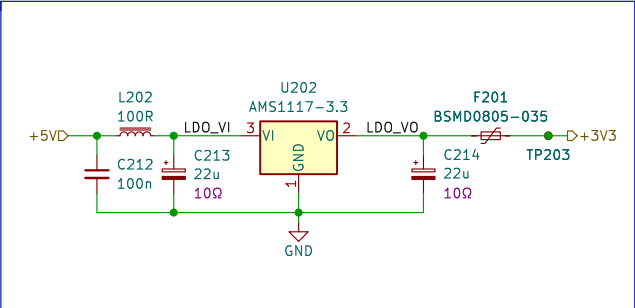 U202
AMS1117-3.3
L202
100R
F201
BSMD0805-035
+5V
LDO_VI
3
VI
VO
2
LDO_VO
+3V3
TP203
GND
1
C212
100n
C213
22u
10Ω
C214
22u
10Ω
GND